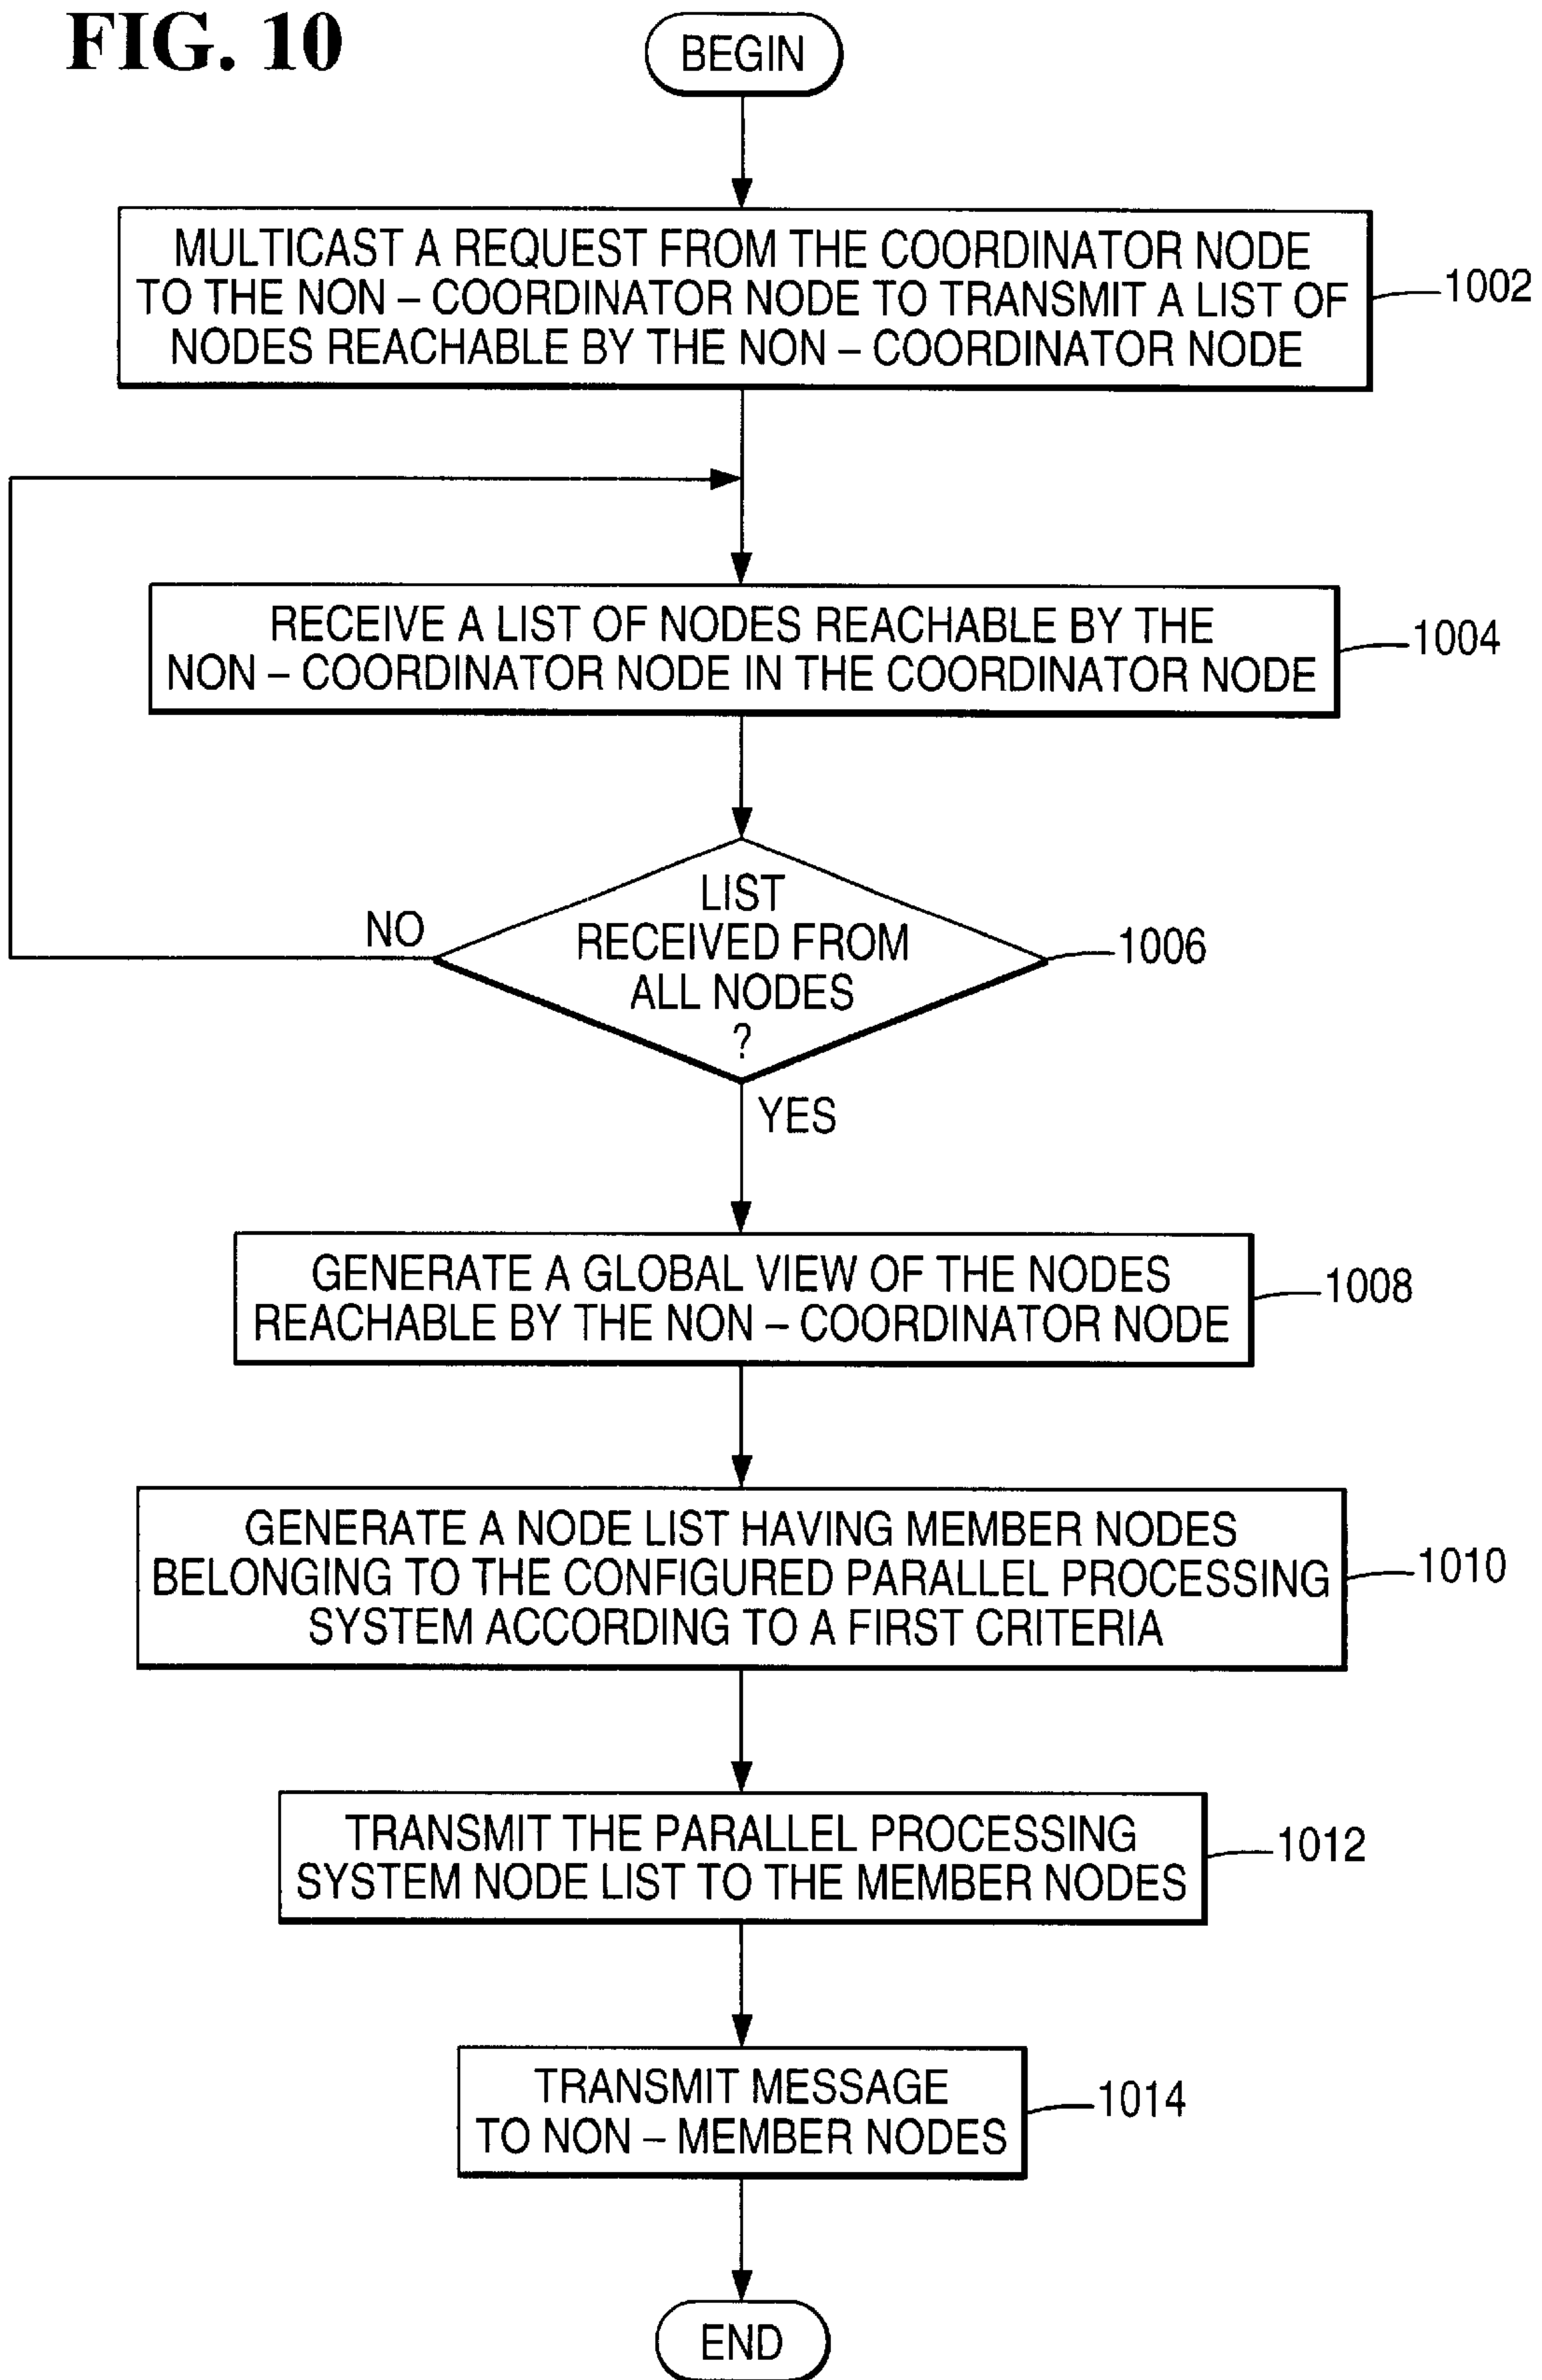 FIG. 10
BEGIN
MULTICAST A REQUEST FROM THE COORDINATOR NODE
TO THE NON – COORDINATOR NODE TO TRANSMIT A LIST OF
NODES REACHABLE BY THE NON – COORDINATOR NODE
1002
RECEIVE A LIST OF NODES REACHABLE BY THE
NON – COORDINATOR NODE IN THE COORDINATOR NODE
1004
LIST
RECEIVED FROM
ALL NODES
?
NO
1006
YES
GENERATE A GLOBAL VIEW OF THE NODES
REACHABLE BY THE NON – COORDINATOR NODE
1008
GENERATE A NODE LIST HAVING MEMBER NODES
BELONGING TO THE CONFIGURED PARALLEL PROCESSING
SYSTEM ACCORDING TO A FIRST CRITERIA
1010
TRANSMIT THE PARALLEL PROCESSING
SYSTEM NODE LIST TO THE MEMBER NODES
1012
TRANSMIT MESSAGE
TO NON – MEMBER NODES
1014
END